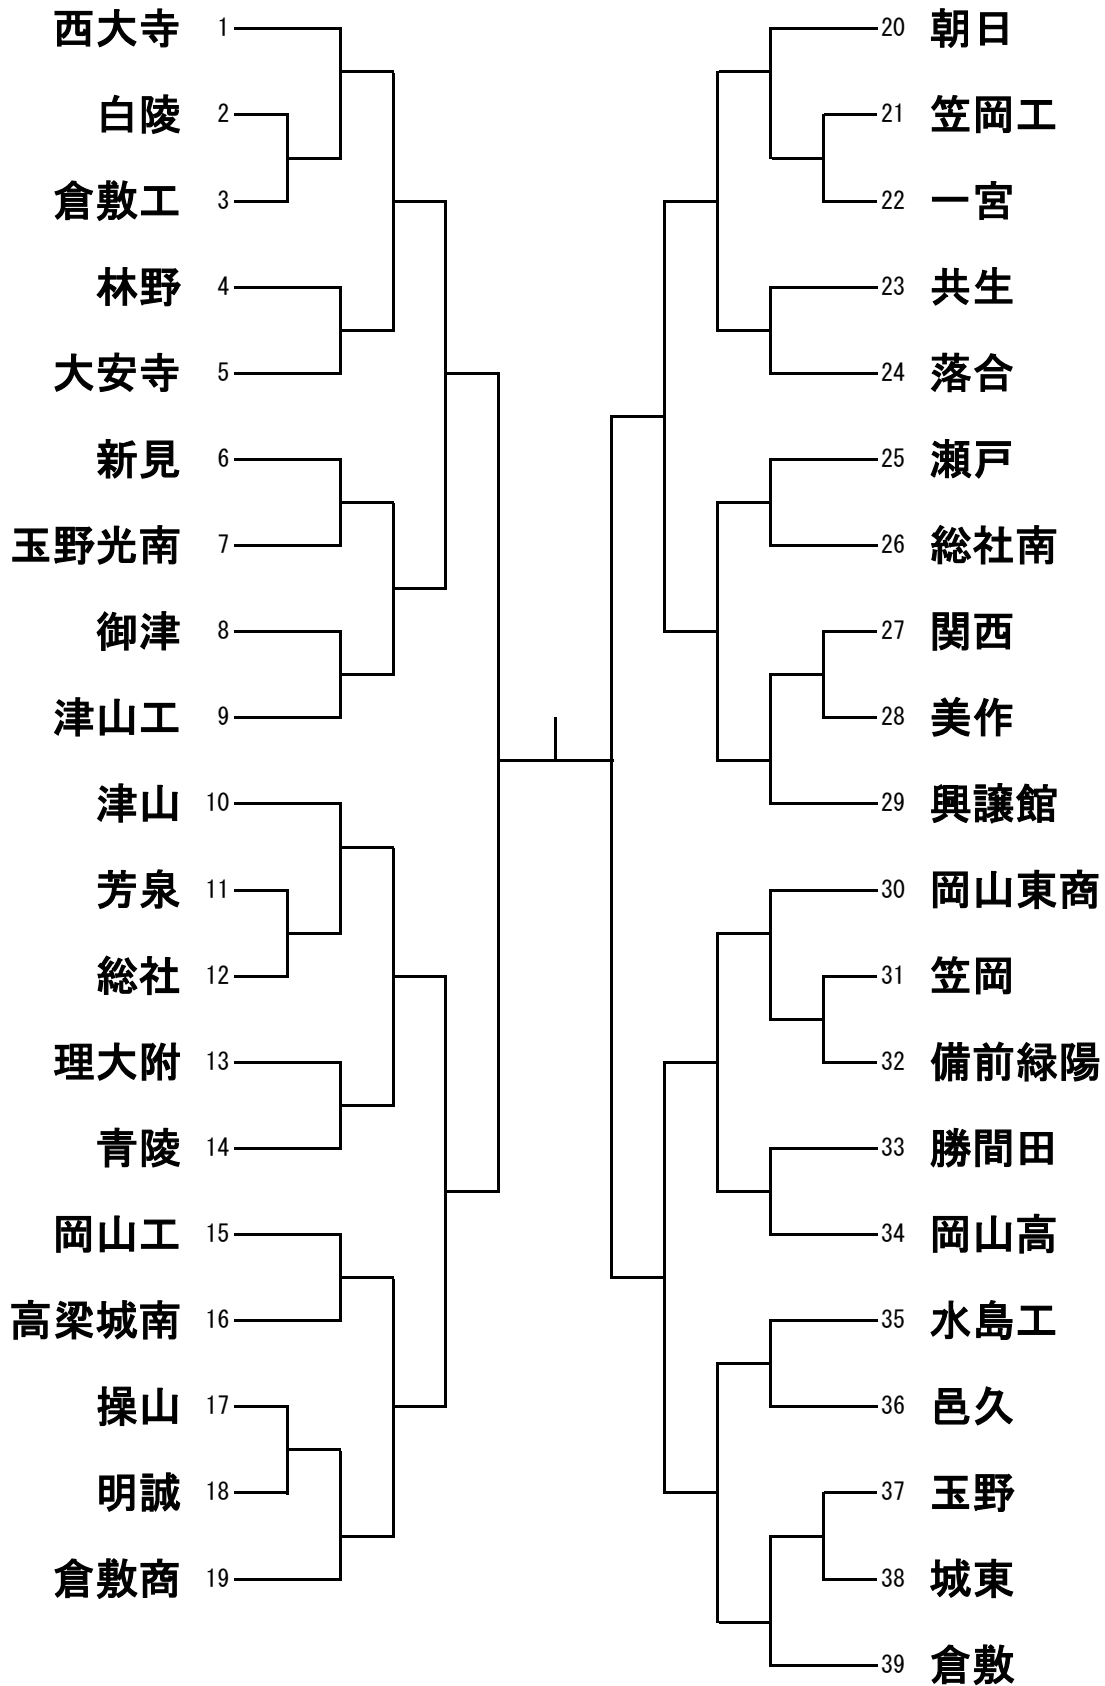 西大寺 1
白陵 2
倉敷工 3
林野 4
大安寺 5
新見 6
玉野光南 7
御津 8
津山工 9
津山 10
芳泉 11
総社 12
理大附 13
青陵 14
岡山工 15
高梁城南 16
操山 17
明誠 18
倉敷商 19
20 朝日
21 笠岡工
22 一宮
23 共生
24 落合
25 瀬戸
26 総社南
27 関西
28 美作
29 興譲館
30 岡山東商
31 笠岡
32 備前緑陽
33 勝間田
34 岡山高
35 水島工
36 邑久
37 玉野
38 城東
39 倉敷